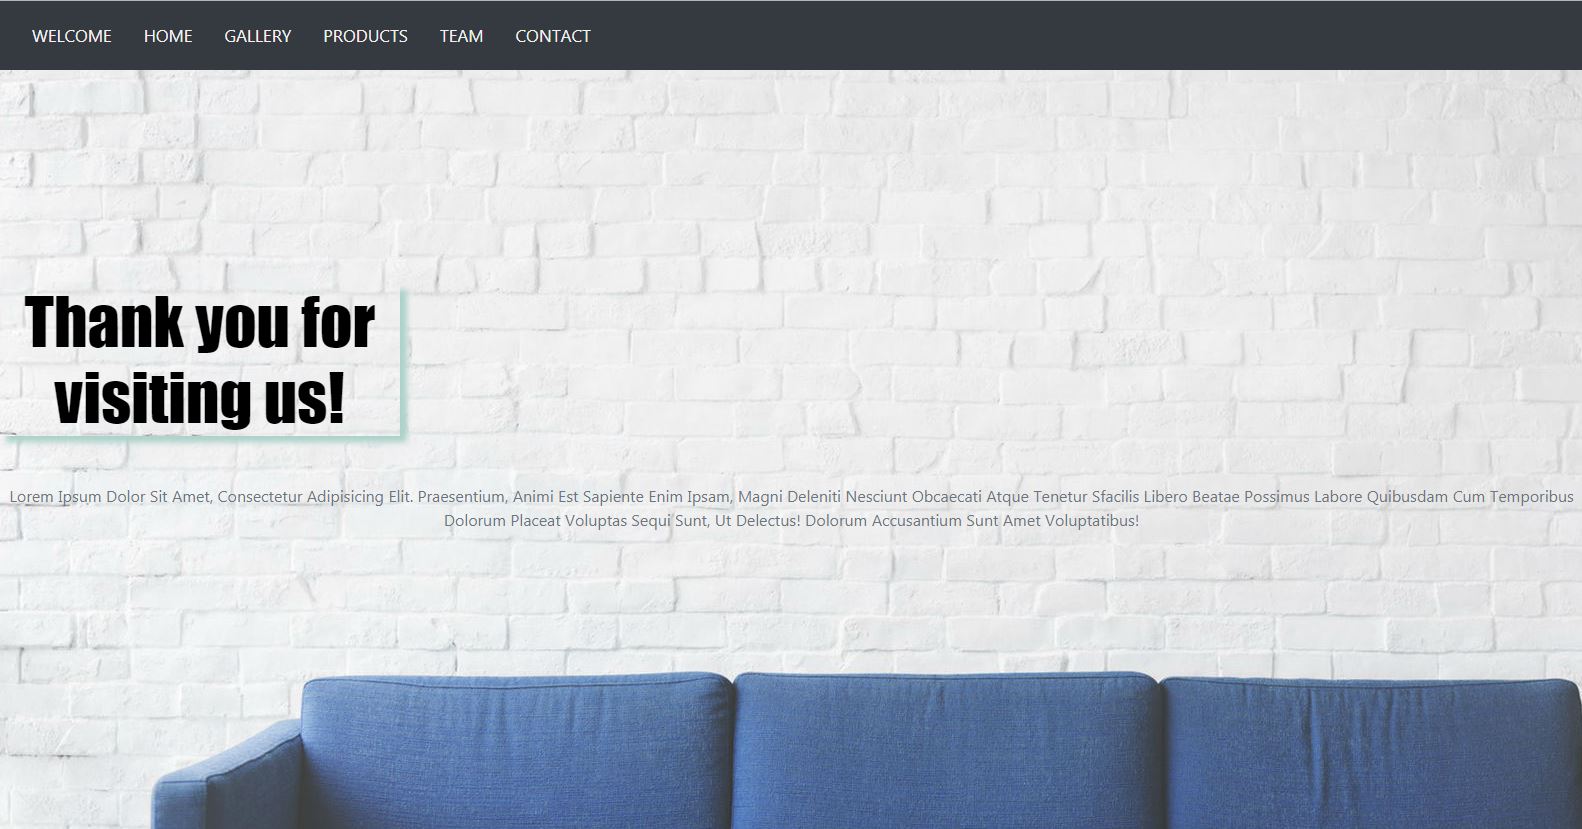 WELCOME HOME GALLERY PRODUCTS TEAM CONTACT
Thank you for
visiting us!
Lorem Ipsum Dolor Sit Amet, Consectetur Adipisicing Elit. Praesentium, Animi Est Sapiente Enim Ipsam, Magni Deleniti Nesciunt Obcaecati Atque Tenetur Sfacilis Libero Beatae Possimus Labore Quibusdam Cum Temporibus
Dolorum Placeat Voluptas Sequi Sunt, Ut Delectus! Dolorum Accusantium Sunt Amet Voluptatibus!